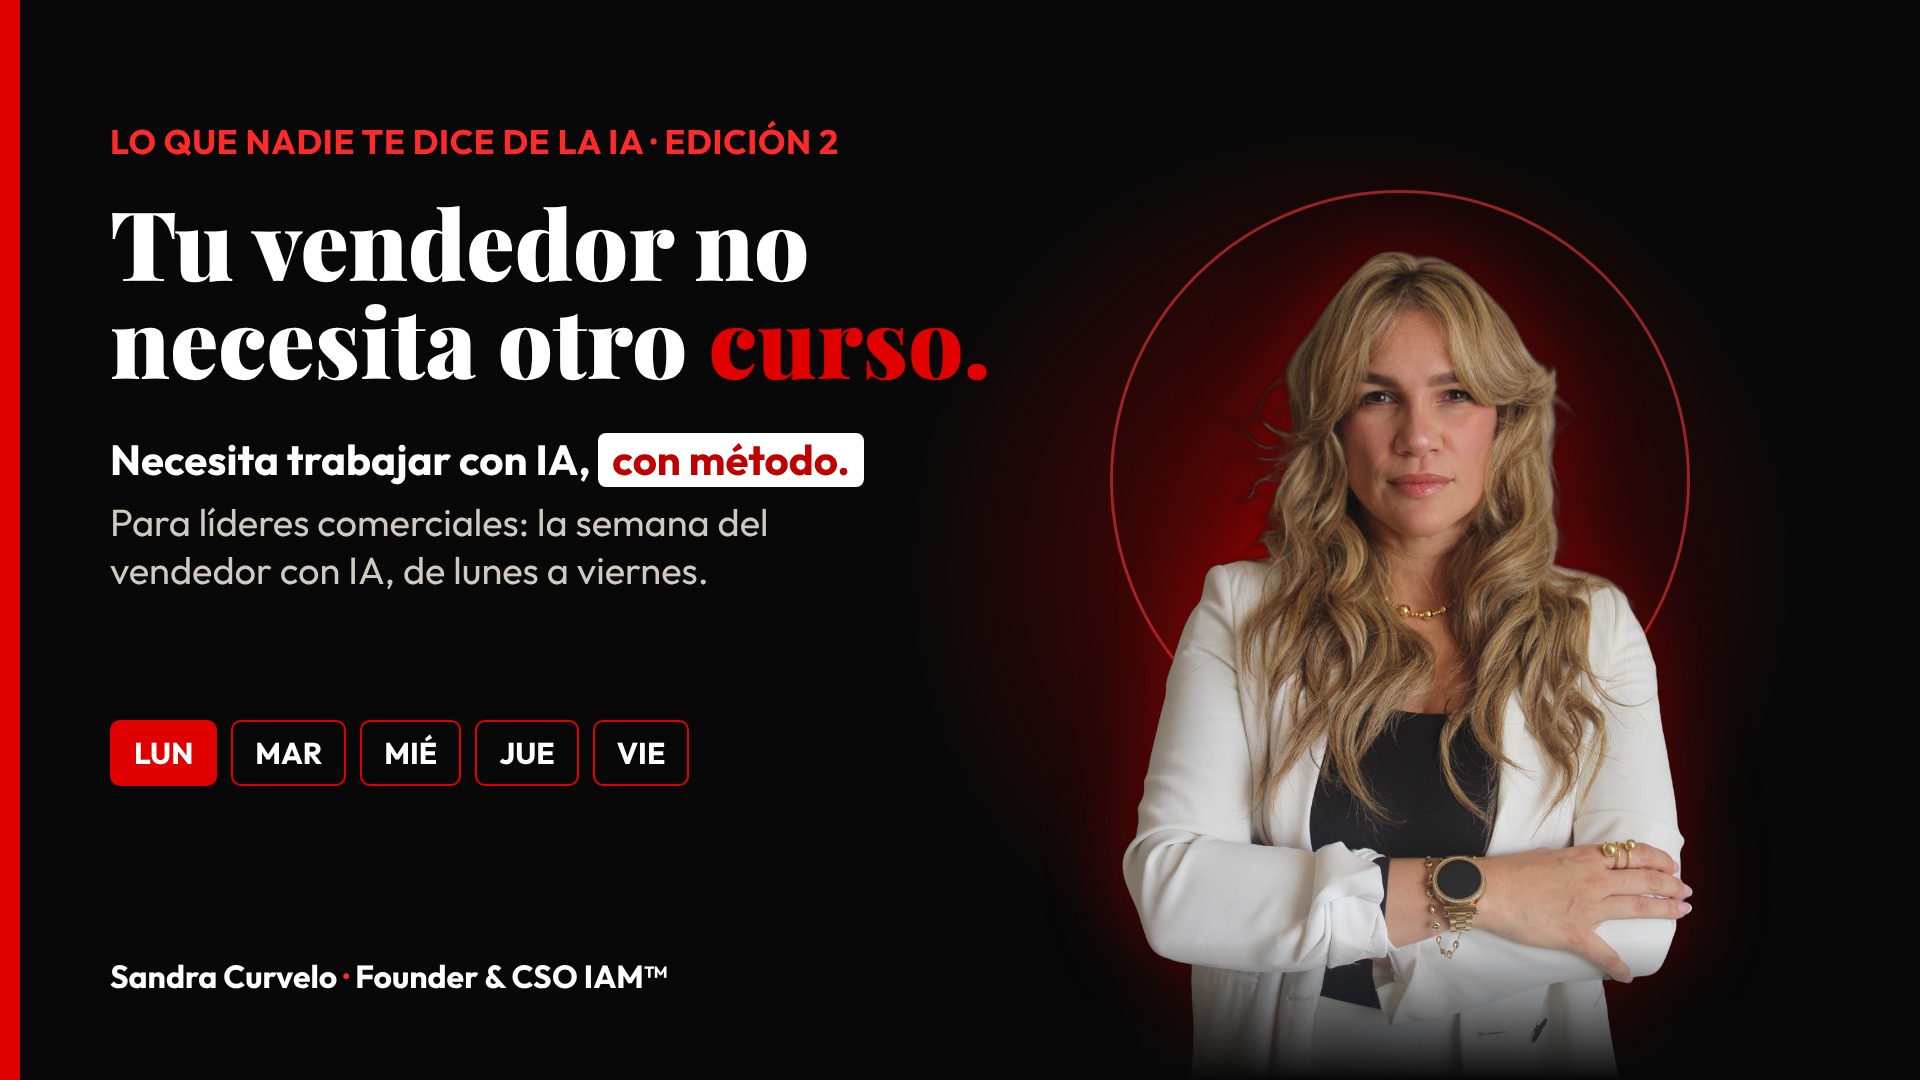 LO QUE NADIE TE DICE DE LA IA · EDICIÓN 2
Tu vendedor no
necesita otro curso.
Necesita trabajar con IA, con método.
Para líderes comerciales: la semana del
vendedor con IA, de lunes a viernes.
LUN MAR MIÉ JUE VIE
Sandra Curvelo · Founder & CSO IAM™